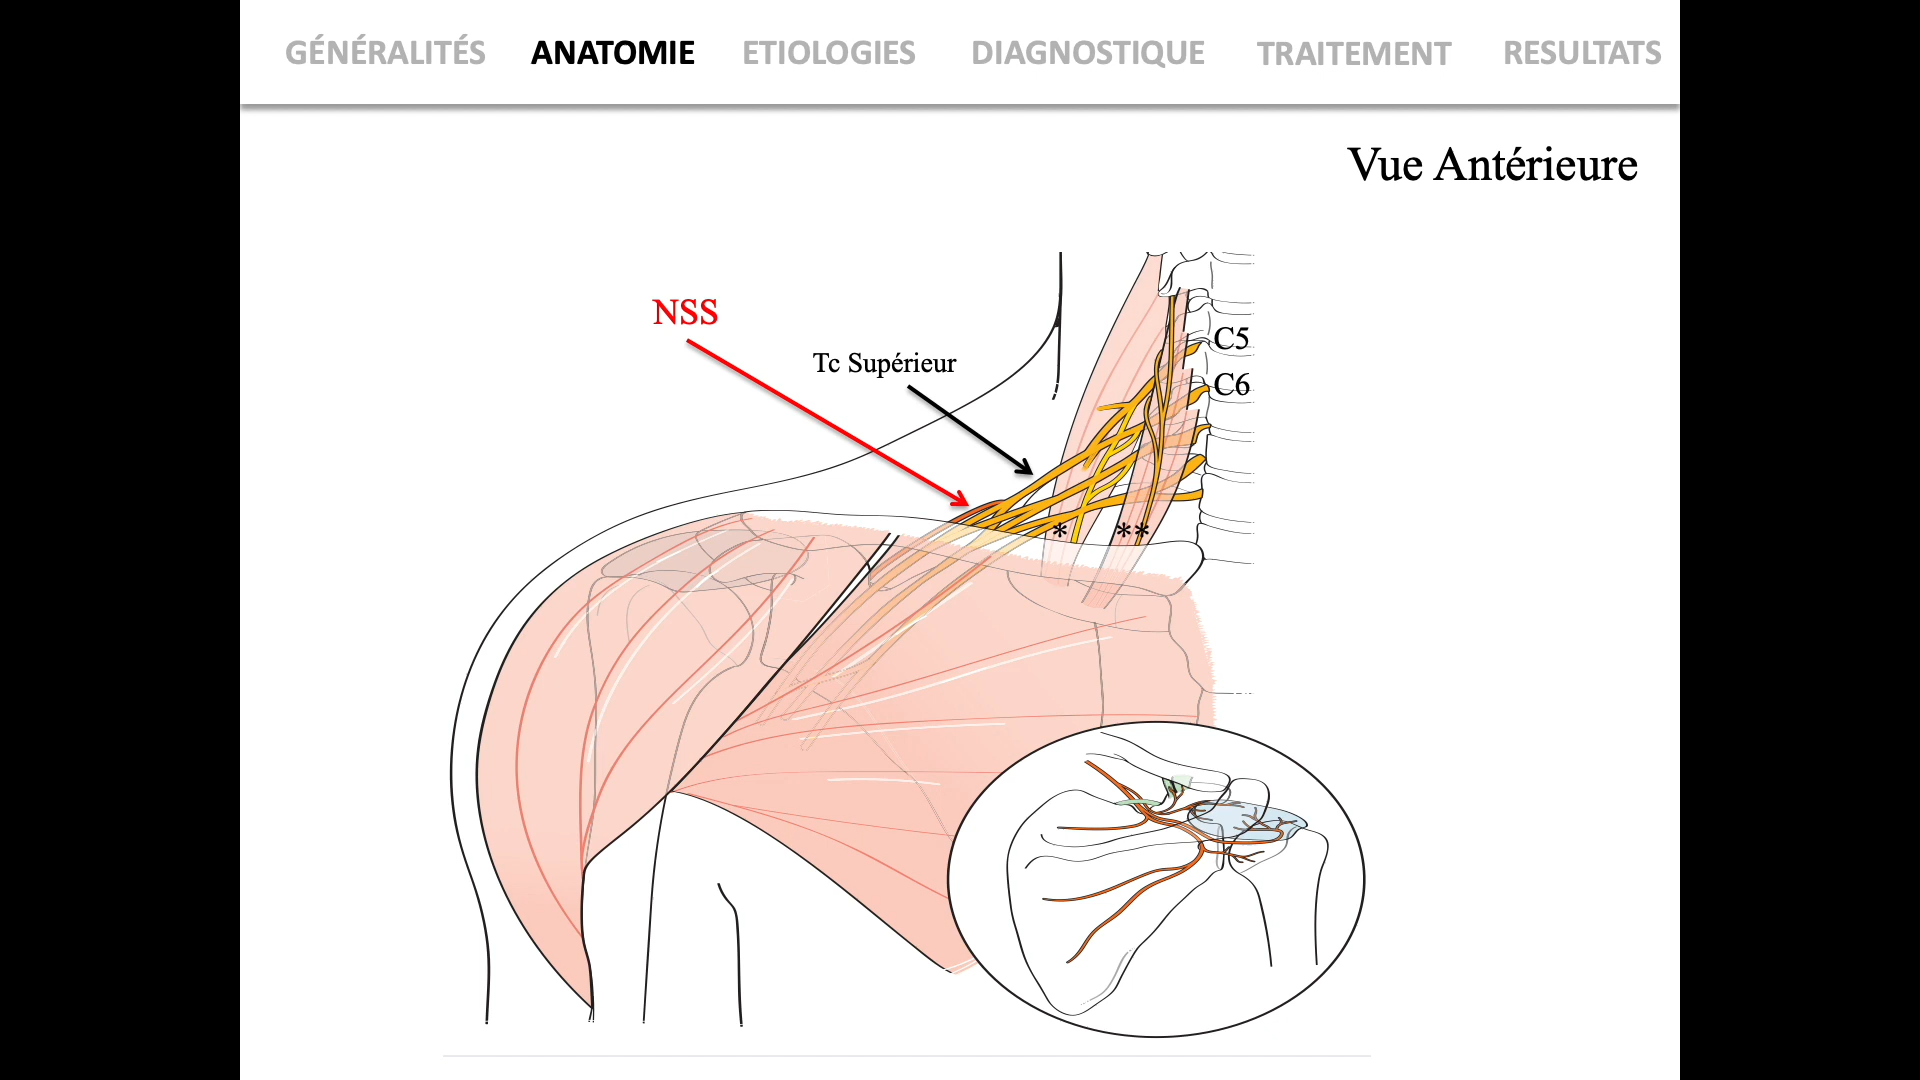 GÉNÉRALITÉS ANATOMIE ETIOLOGIES DIAGNOSTIQUE TRAITEMENT RESULTATS
Vue Antérieure
NSS
Tc Supérieur
C5
C6
* **